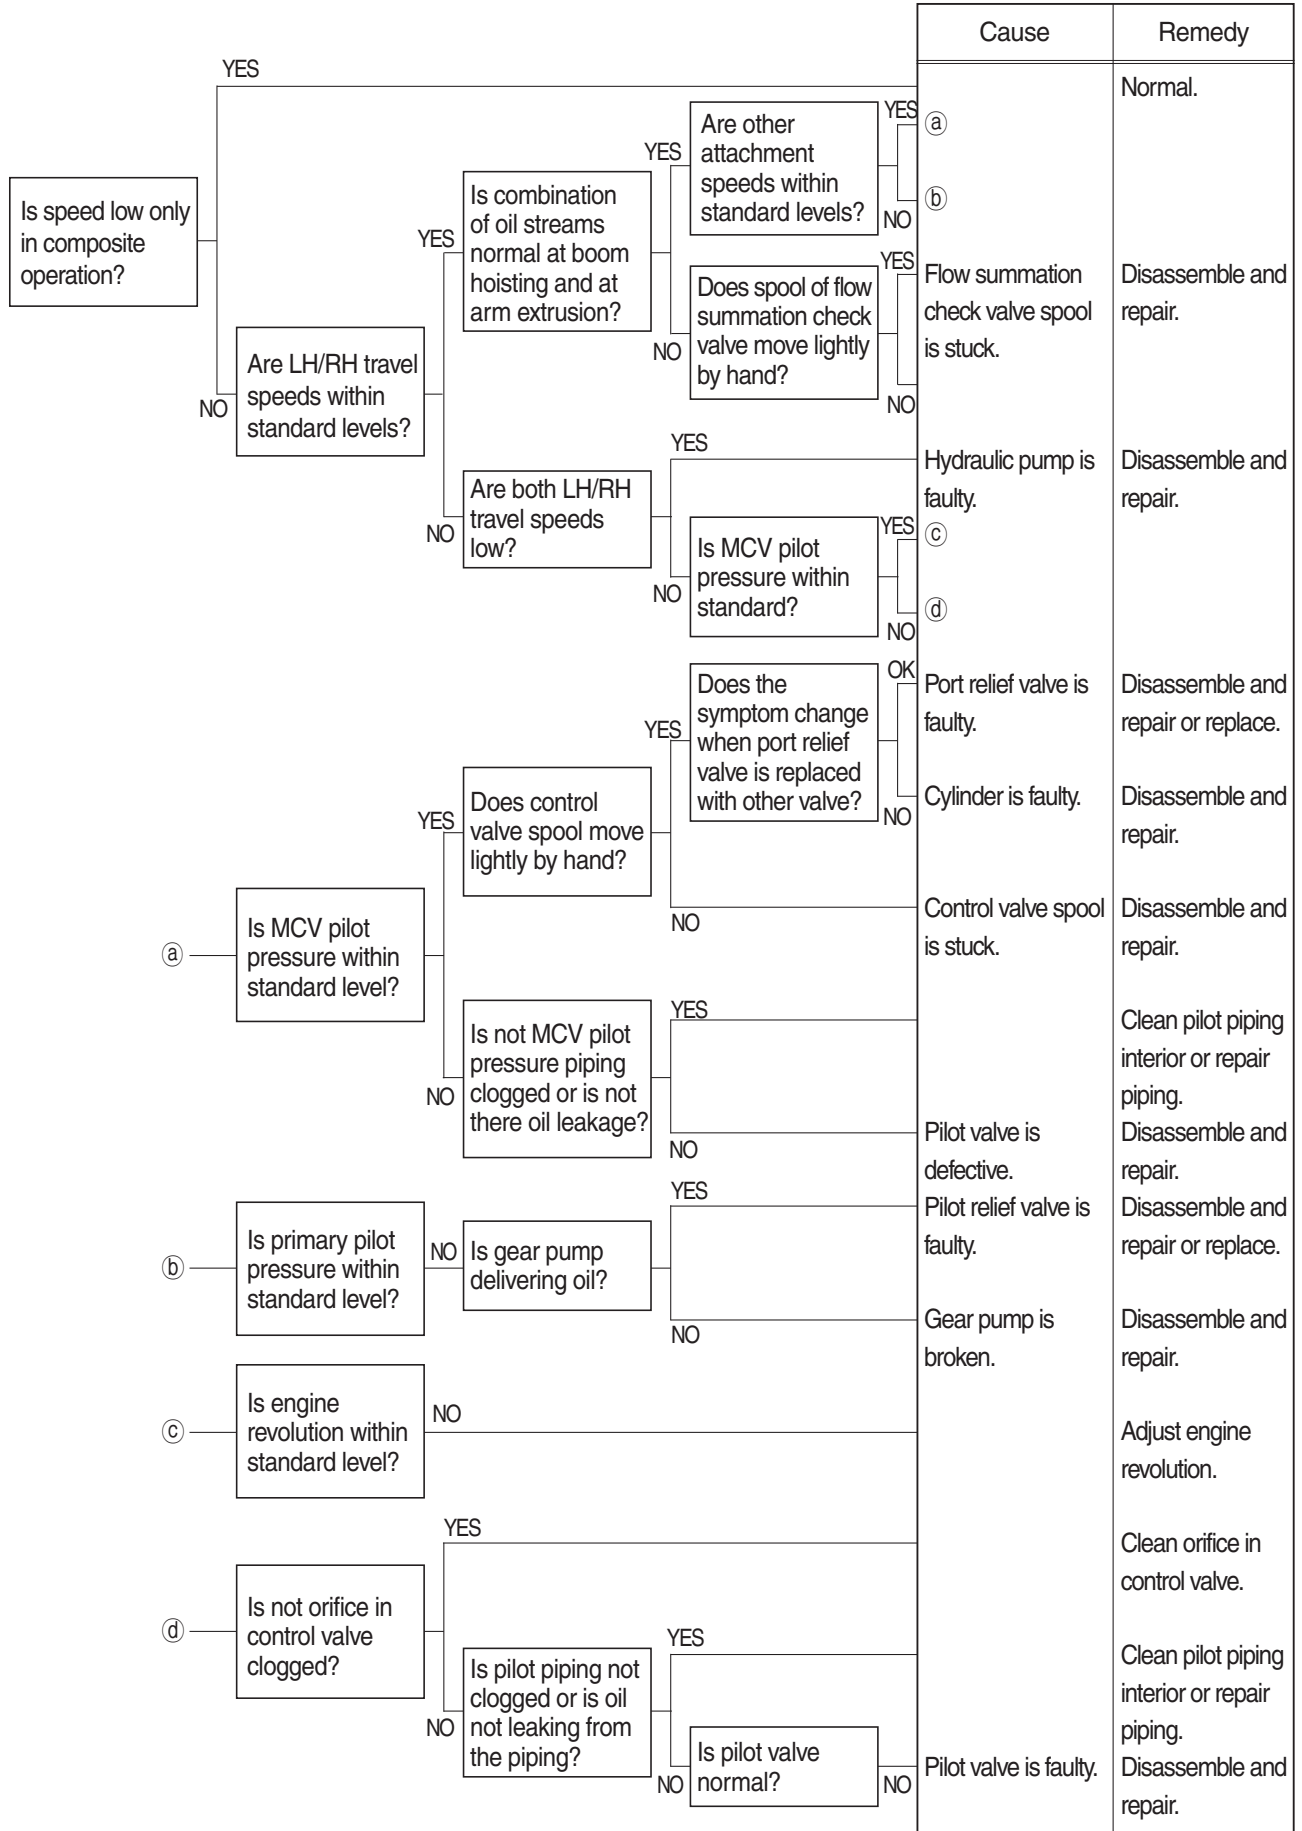 Cause
Remedy
YES
Normal.
Is speed low only
in composite
operation?
NO
Are LH/RH travel
speeds within
standard levels?
YES
Is combination
of oil streams
normal at boom
hoisting and at
arm extrusion?
YES
Are other
attachment
speeds within
standard levels?
YES
ⓐ
ⓑ
NO
NO
Does spool of flow
summation check
valve move lightly
by hand?
YES
Flow summation
check valve spool
is stuck.
Disassemble and
repair.
NO
NO
Are both LH/RH
travel speeds
low?
YES
Hydraulic pump is
faulty.
Disassemble and
repair.
NO
Is MCV pilot
pressure within
standard?
YES
ⓒ
ⓓ
NO
ⓐ
Is MCV pilot
pressure within
standard level?
YES
Does control
valve spool move
lightly by hand?
YES
Does the
symptom change
when port relief
valve is replaced
with other valve?
OK
Port relief valve is
faulty.
Disassemble and
repair or replace.
NO
Cylinder is faulty.
Disassemble and
repair.
NO
Control valve spool
is stuck.
Disassemble and
repair.
NO
Is not MCV pilot
pressure piping
clogged or is not
there oil leakage?
YES
Clean pilot piping
interior or repair
piping.
NO
Pilot valve is
defective.
Disassemble and
repair.
ⓑ
Is primary pilot
pressure within
standard level?
NO
Is gear pump
delivering oil?
YES
Pilot relief valve is
faulty.
Disassemble and
repair or replace.
NO
Gear pump is
broken.
Disassemble and
repair.
ⓒ
Is engine
revolution within
standard level?
NO
Adjust engine
revolution.
ⓓ
Is not orifice in
control valve
clogged?
YES
Clean orifice in
control valve.
NO
Is pilot piping not
clogged or is oil
not leaking from
the piping?
YES
Clean pilot piping
interior or repair
piping.
NO
Is pilot valve
normal?
NO
Pilot valve is faulty.
Disassemble and
repair.